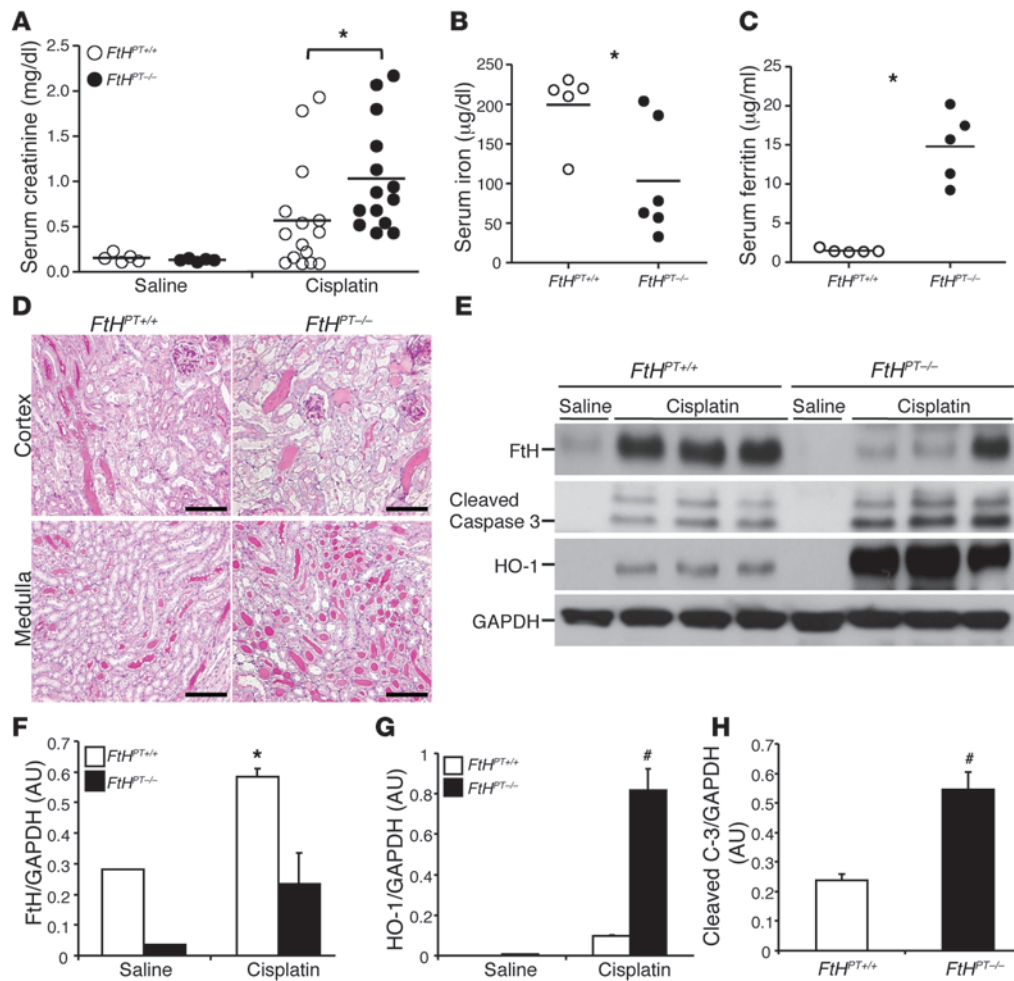 A
Serum creatinine (mg/dl)
2.5
2.0
1.5
1.0
0.5
0.0
FtH^PT+/+
FtH^PT–/–
*
Saline
Cisplatin
B
Serum iron (μg/dl)
250
200
150
100
50
0
*
FtH^PT+/+
FtH^PT–/–
C
Serum ferritin (μg/ml)
25
20
15
10
5
0
*
FtH^PT+/+
FtH^PT–/–
D
FtH^PT+/+
FtH^PT–/–
Cortex
Medulla
E
FtH^PT+/+
FtH^PT–/–
Saline
Cisplatin
Saline
Cisplatin
FtH
Cleaved
Caspase 3
HO-1
GAPDH
F
FtH/GAPDH (AU)
0.7
0.6
0.5
0.4
0.3
0.2
0.1
0
FtH^PT+/+
FtH^PT–/–
*
Saline
Cisplatin
G
HO-1/GAPDH (AU)
1
0.8
0.6
0.4
0.2
0
FtH^PT+/+
FtH^PT–/–
#
Saline
Cisplatin
H
Cleaved C-3/GAPDH
(AU)
0.7
0.6
0.5
0.4
0.3
0.2
0.1
0
#
FtH^PT+/+
FtH^PT–/–